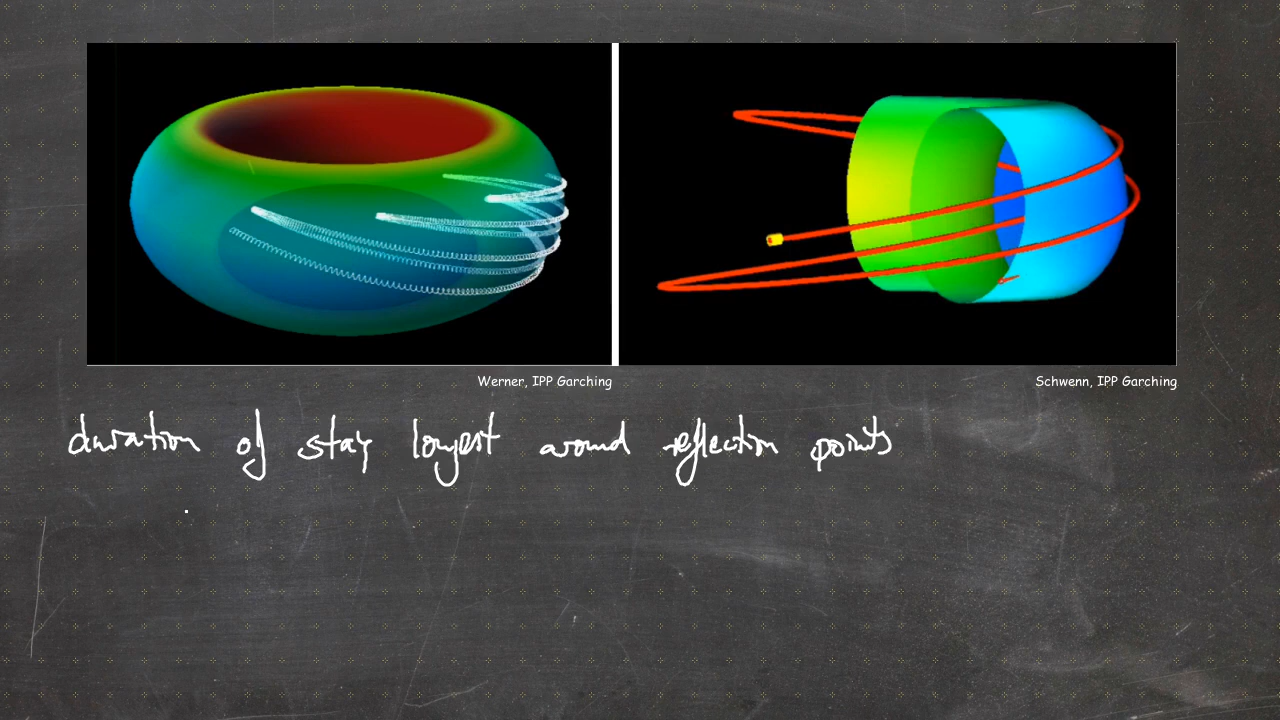 Werner, IPP Garching
Schwenn, IPP Garching
duration of stay longest around reflection points